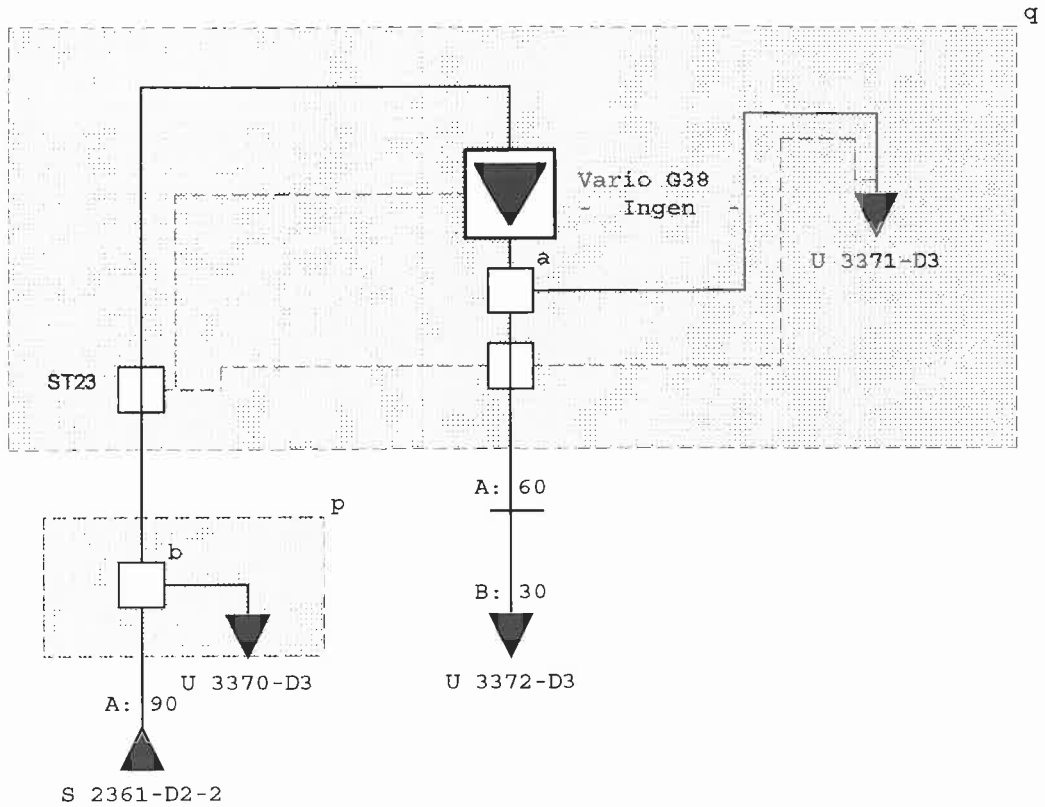 q
Vario G38
- Ingen -
a
U 3371-D3
ST23
A: 60
p
b
B: 30
U 3370-D3
U 3372-D3
A: 90
S 2361-D2-2